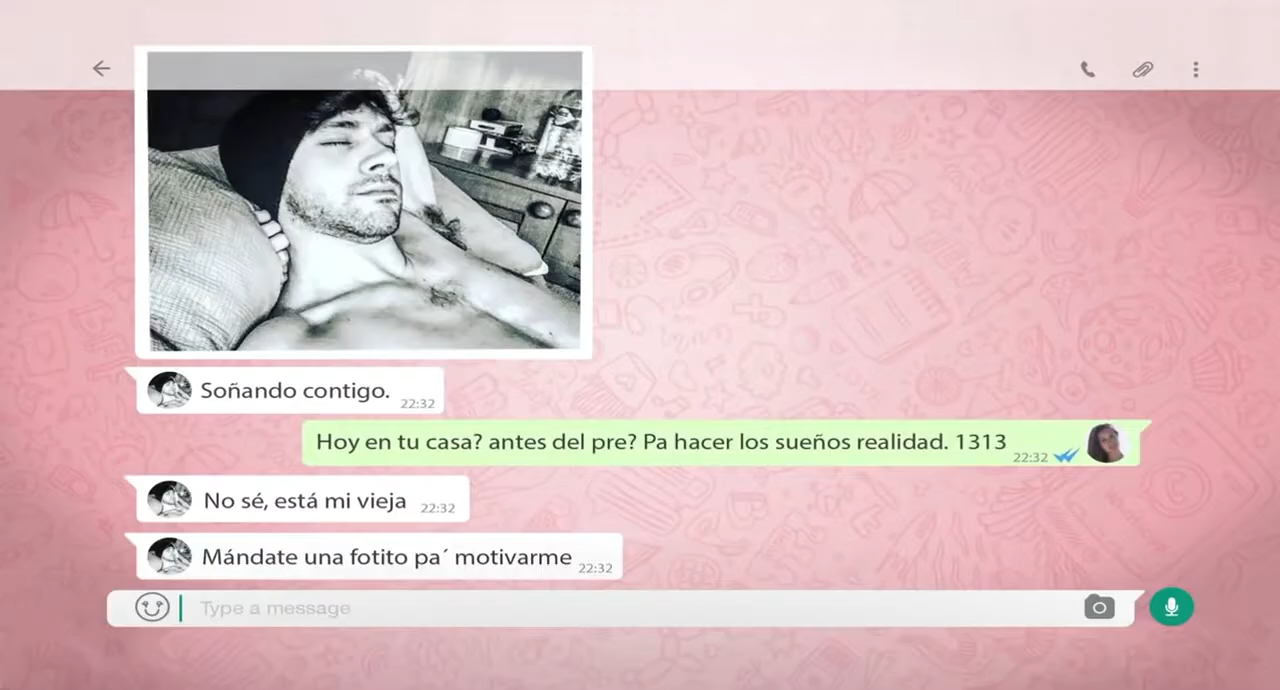 Soñando contigo.
22:32
Hoy en tu casa? antes del pre? Pa hacer los sueños realidad. 1313
22:32
No sé, está mi vieja
22:32
Mándate una fotito pa´ motivarme
22:32
Type a message